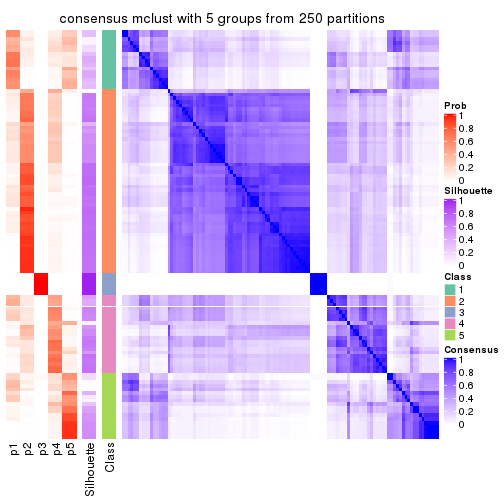 consensus mclust with 5 groups from 250 partitions
Prob
1
0.8
0.6
0.4
0.2
0
Silhouette
1
0.8
0.6
0.4
0.2
0
Class
1
2
3
4
5
Consensus
1
0.8
0.6
0.4
0.2
0
p1
p2
p3
p4
p5
Silhouette
Class